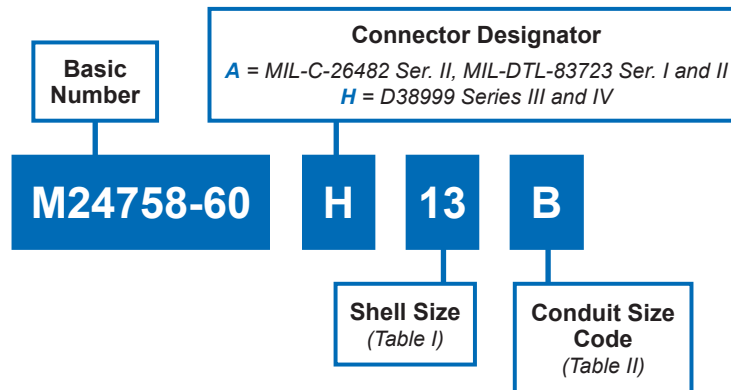 Connector Designator
A = MIL-C-26482 Ser. II, MIL-DTL-83723 Ser. I and II
H = D38999 Series III and IV
Basic
Number
M24758-60 H 13 B
Shell Size
(Table I)
Conduit Size
Code
(Table II)